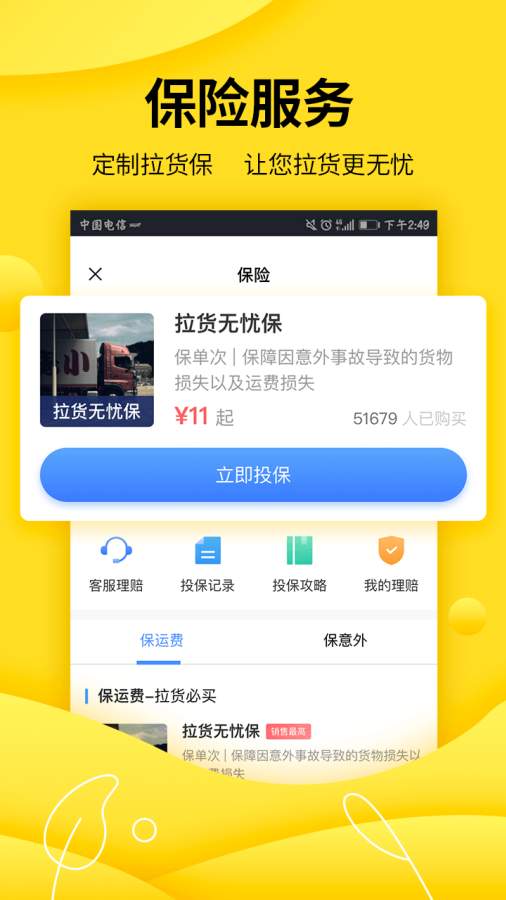 保险服务
定制拉货保 让您拉货更无忧
中国电信 下午2:49
保险
拉货无忧保
保单次 | 保障因意外事故导致的货物
损失以及运费损失
¥11 起 51679 人已购买
小
拉货无忧保
立即投保
客服理赔 投保记录 投保攻略 我的理赔
保运费 保意外
保运费-拉货必买
拉货无忧保 销售最高
保单次 | 保障因意外事故导致的货物损失以
费损失